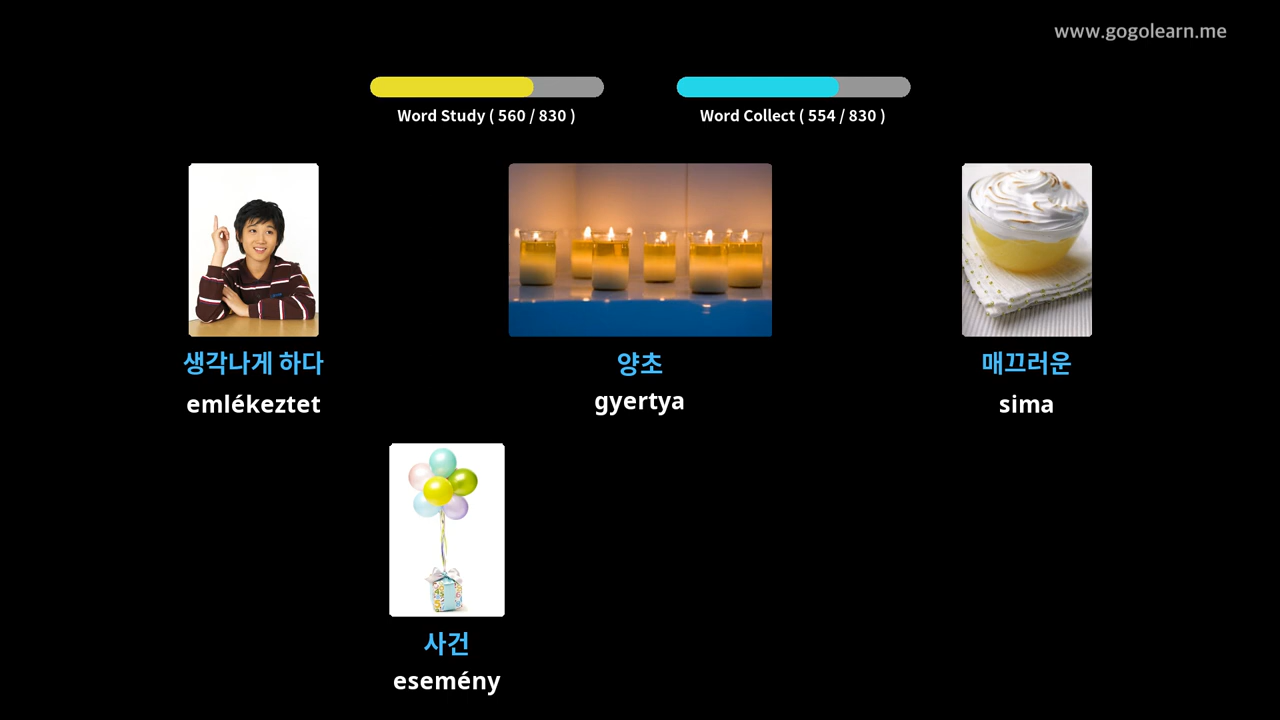 www.gogolearn.me
Word Study ( 560 / 830 )
Word Collect ( 554 / 830 )
생각나게 하다
emlékeztet
양초
gyertya
매끄러운
sima
사건
esemény